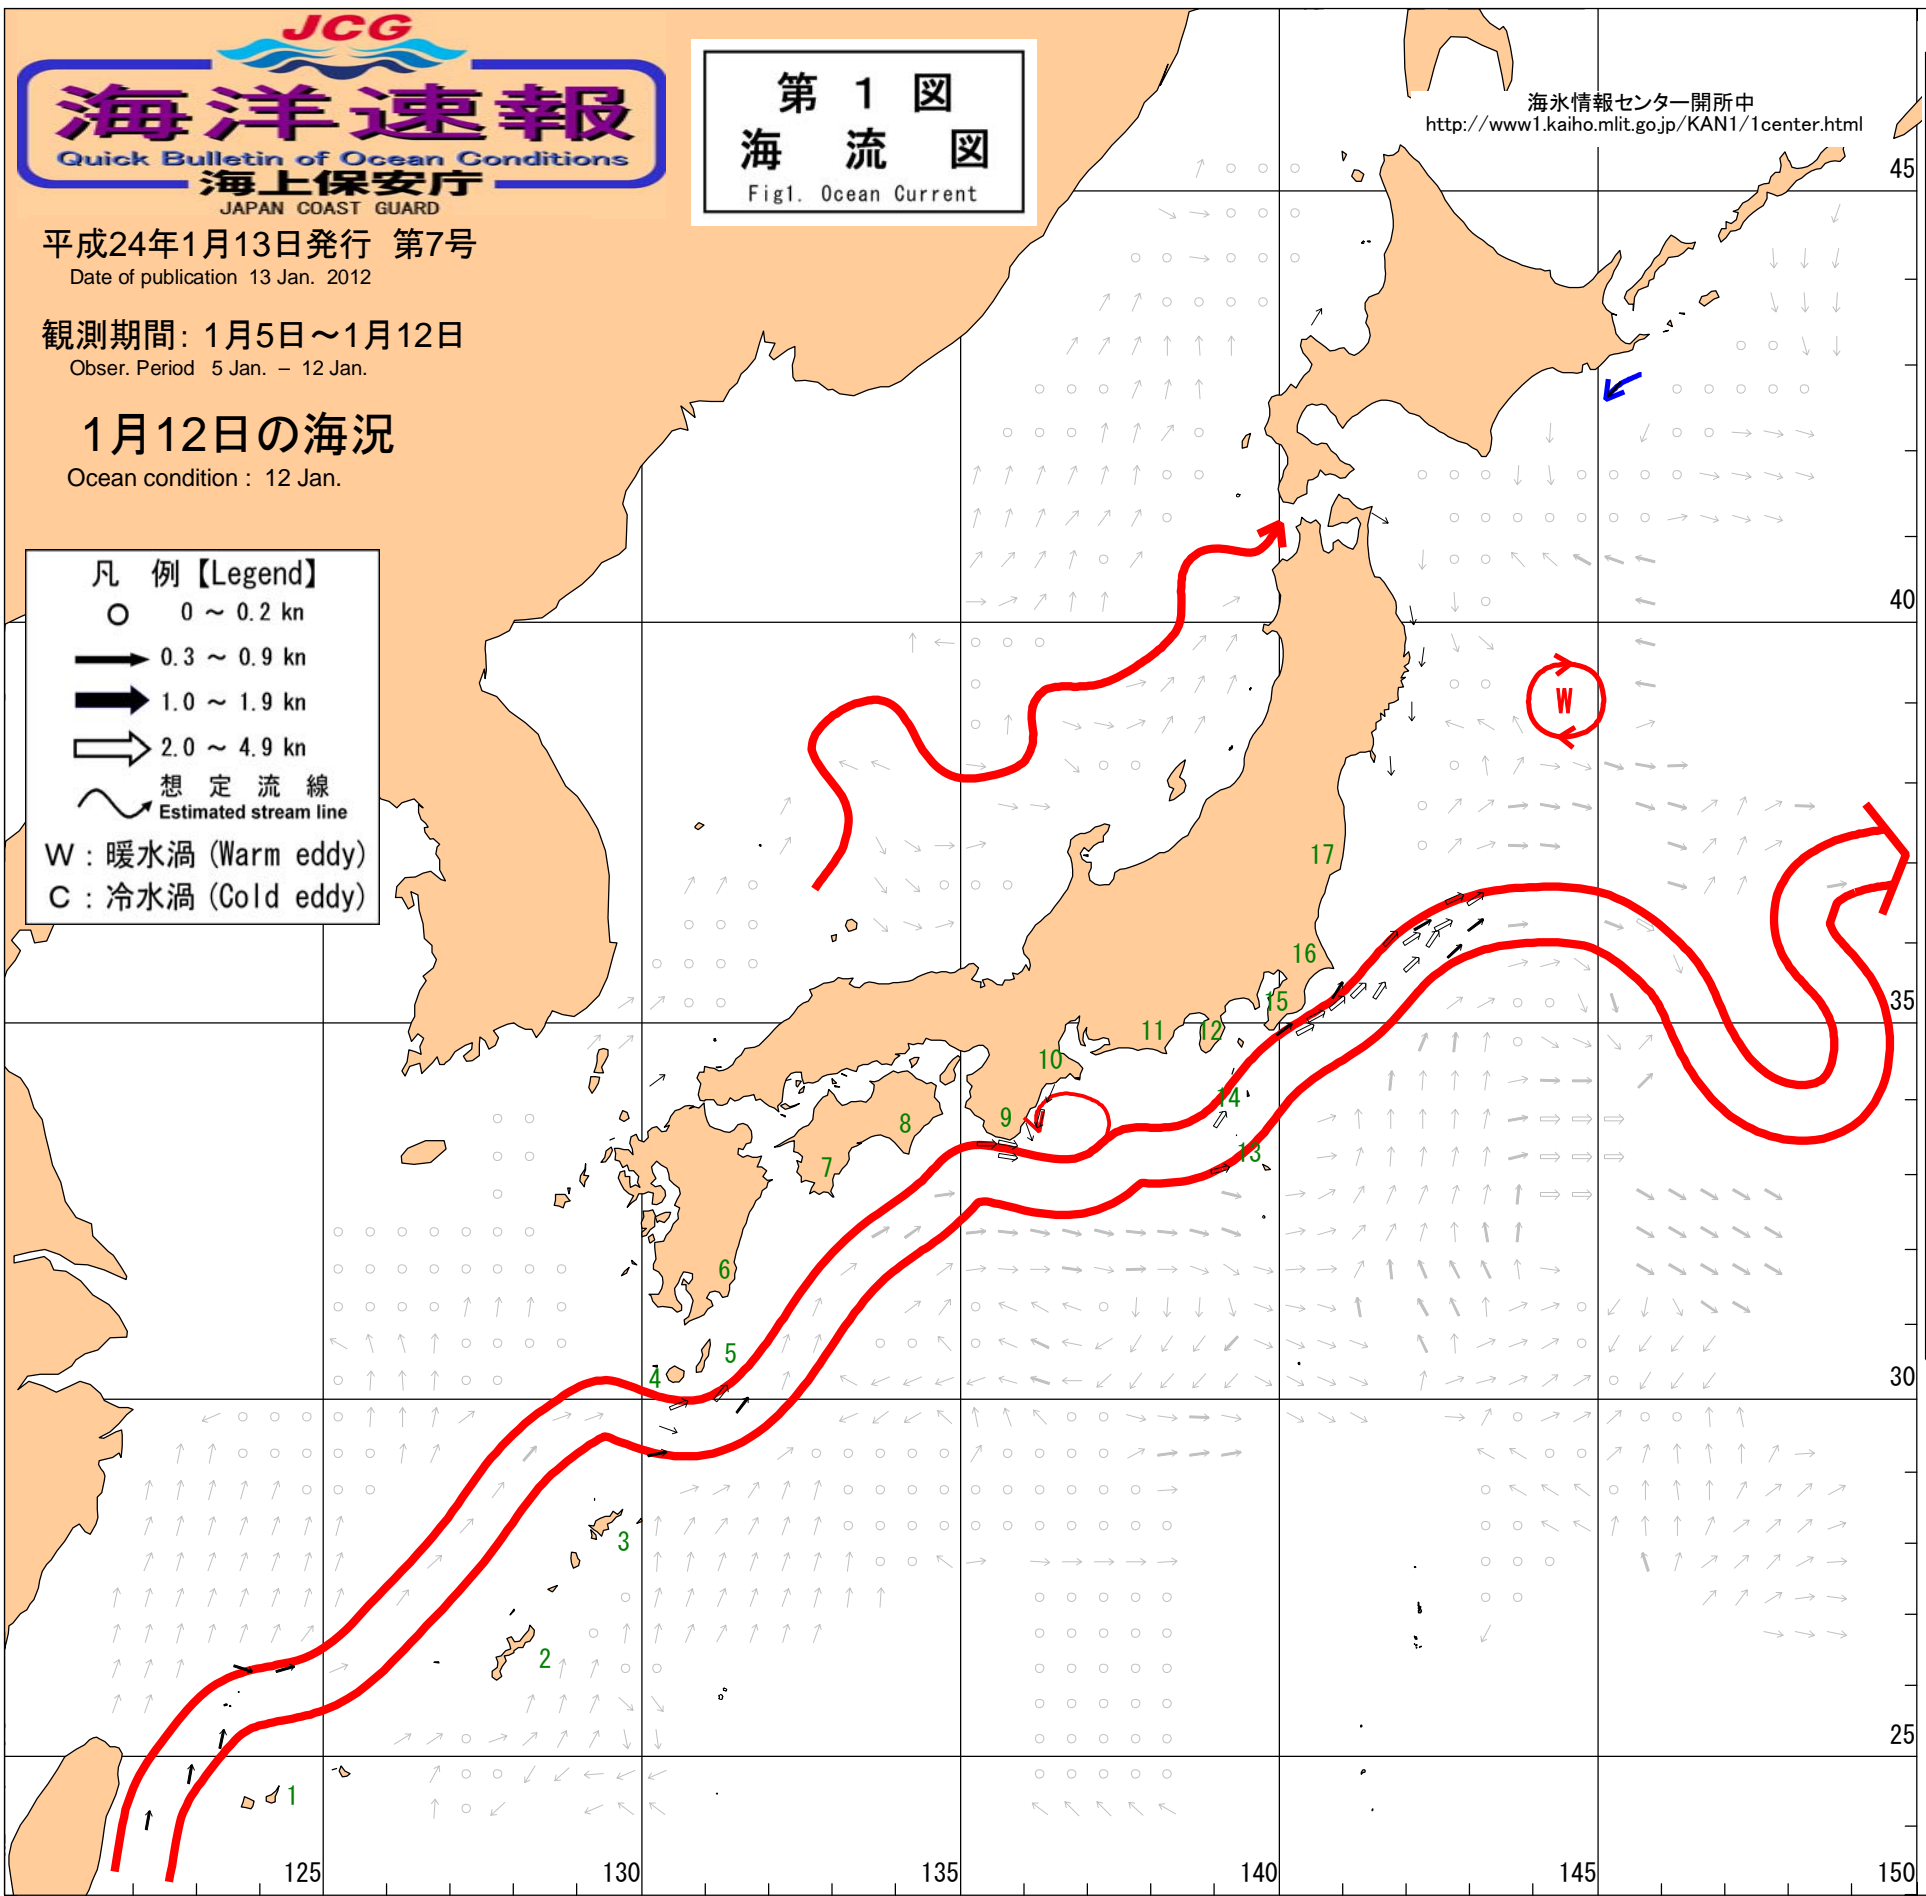 JCG
海洋速報
Quick Bulletin of Ocean Conditions
海上保安庁
JAPAN COAST GUARD
平成24年1月13日発行 第7号
Date of publication 13 Jan. 2012
観測期間: 1月5日～1月12日
Obser. Period 5 Jan. – 12 Jan.
1月12日の海況
Ocean condition : 12 Jan.
第 1 図
海 流 図
Fig1. Ocean Current
海氷情報センター開所中
http://www1.kaiho.mlit.go.jp/KAN1/1center.html
凡 例【Legend】
0 ～ 0.2 kn
0.3 ～ 0.9 kn
1.0 ～ 1.9 kn
2.0 ～ 4.9 kn
想 定 流 線
Estimated stream line
W : 暖水渦 (Warm eddy)
C : 冷水渦 (Cold eddy)
45
40
W
17
16
35
15
12
11
10
14
9
8
13
7
6
5
4
30
3
2
25
1
125
130
135
140
145
150